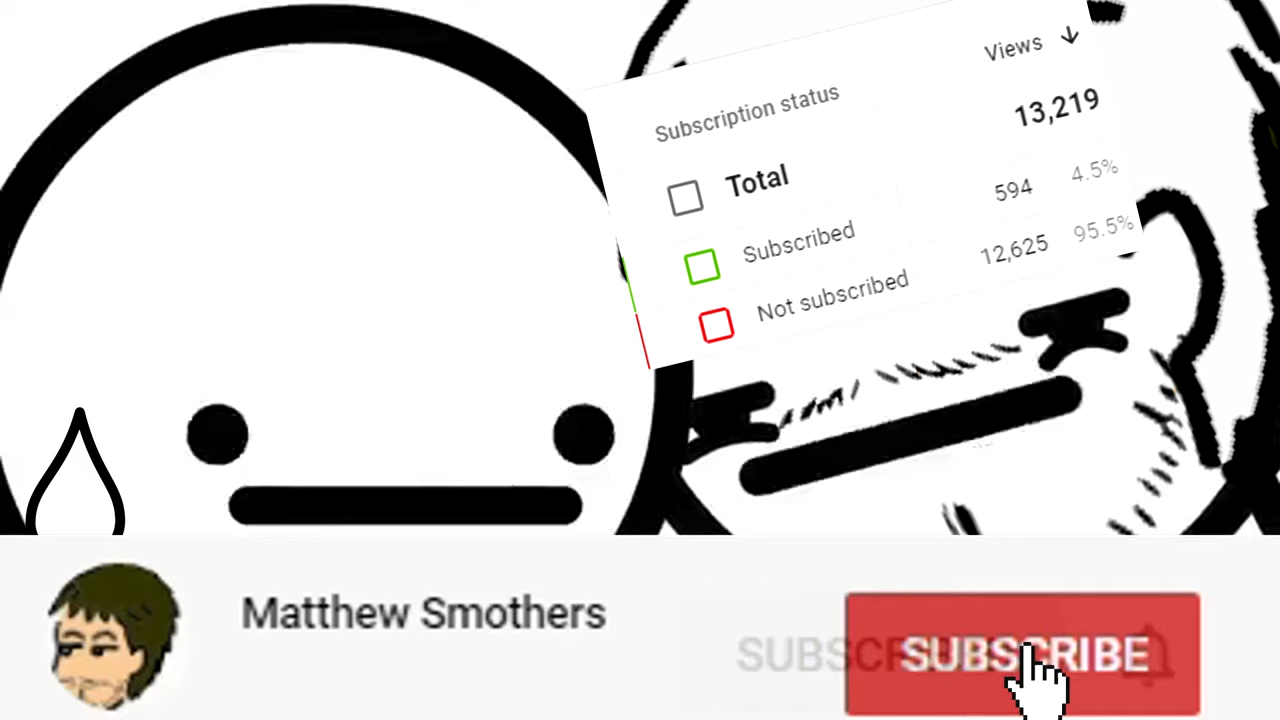 Views ↓
Subscription status
13,219
Total
594 4.5%
Subscribed
12,625 95.5%
Not subscribed
Matthew Smothers
SUBSCRIBE